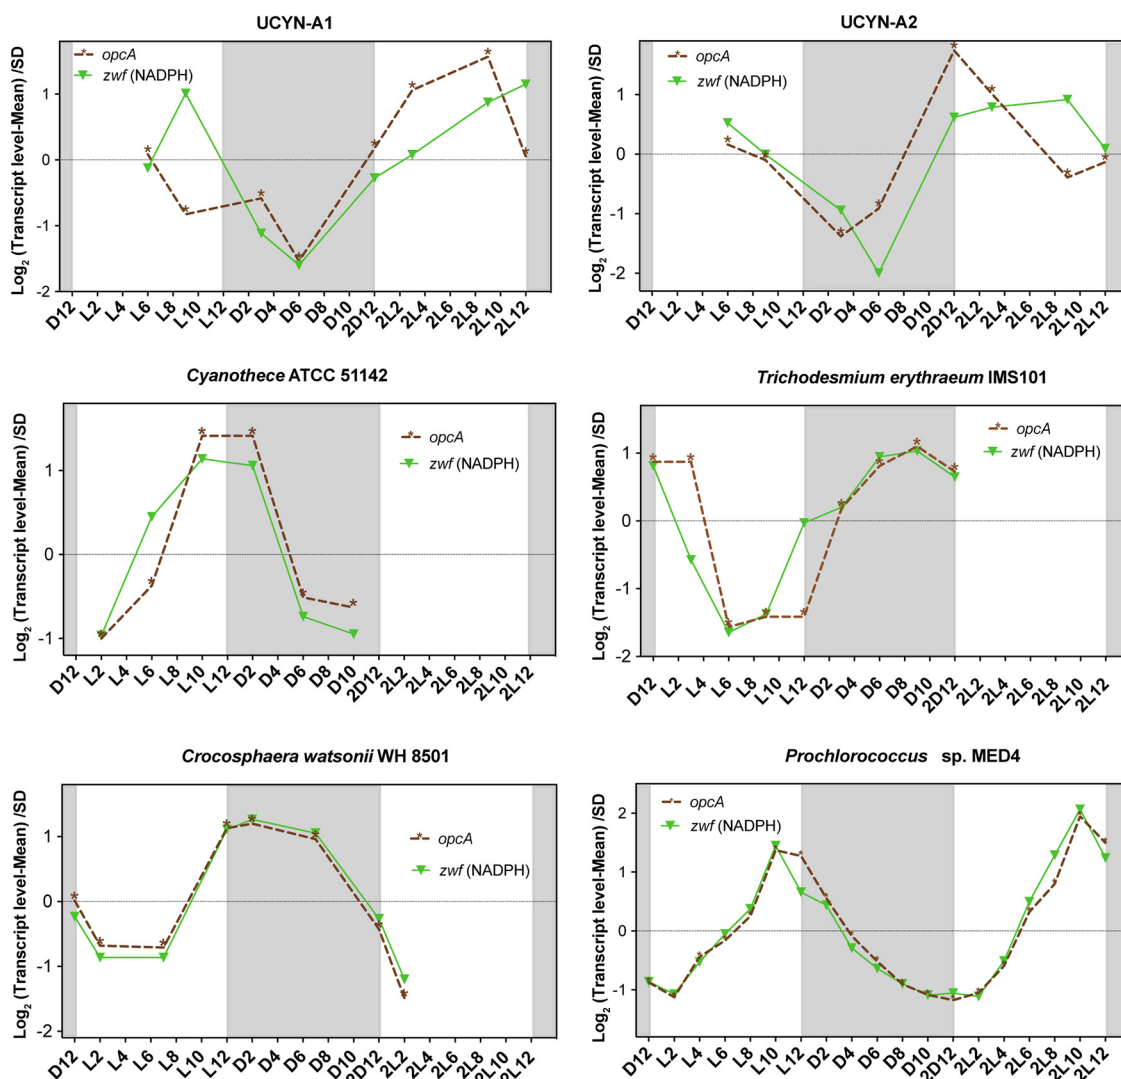 UCYN-A1
opcA
zwf (NADPH)
Log2 (Transcript level-Mean) /SD
1
0
-1
-2
D12 L2 L4 L6 L8 L10 L12 D2 D4 D6 D8 D10 2D12 2L2 2L4 2L6 2L8 2L10 2L12
UCYN-A2
opcA
zwf (NADPH)
Log2 (Transcript level-Mean) /SD
1
0
-1
-2
D12 L2 L4 L6 L8 L10 L12 D2 D4 D6 D8 D10 2D12 2L2 2L4 2L6 2L8 2L10 2L12
Cyanothece ATCC 51142
opcA
zwf (NADPH)
Log2 (Transcript level-Mean) /SD
1
0
-1
D12 L2 L4 L6 L8 L10 L12 D2 D4 D6 D8 D10 2D12 2L2 2L4 2L6 2L8 2L10 2L12
Trichodesmium erythraeum IMS101
opcA
zwf (NADPH)
Log2 (Transcript level-Mean) /SD
1
0
-1
-2
D12 L2 L4 L6 L8 L10 L12 D2 D4 D6 D8 D10 2D12 2L2 2L4 2L6 2L8 2L10 2L12
Crocosphaera watsonii WH 8501
opcA
zwf (NADPH)
Log2 (Transcript level-Mean) /SD
1
0
-1
-2
D12 L2 L4 L6 L8 L10 L12 D2 D4 D6 D8 D10 2D12 2L2 2L4 2L6 2L8 2L10 2L12
Prochlorococcus sp. MED4
opcA
zwf (NADPH)
Log2 (Transcript level-Mean) /SD
2
1
0
-1
D12 L2 L4 L6 L8 L10 L12 D2 D4 D6 D8 D10 2D12 2L2 2L4 2L6 2L8 2L10 2L12